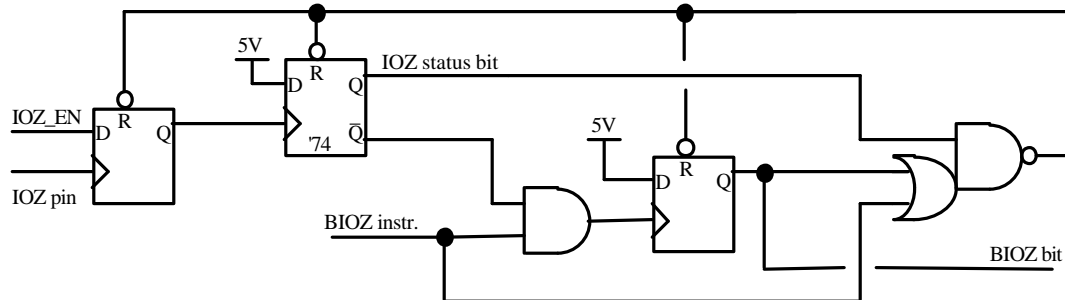 5V
IOZ status bit
R
D
Q
IOZ_EN
R
D
Q
Q̅
'74
5V
IOZ pin
R
D
Q
BIOZ instr.
BIOZ bit